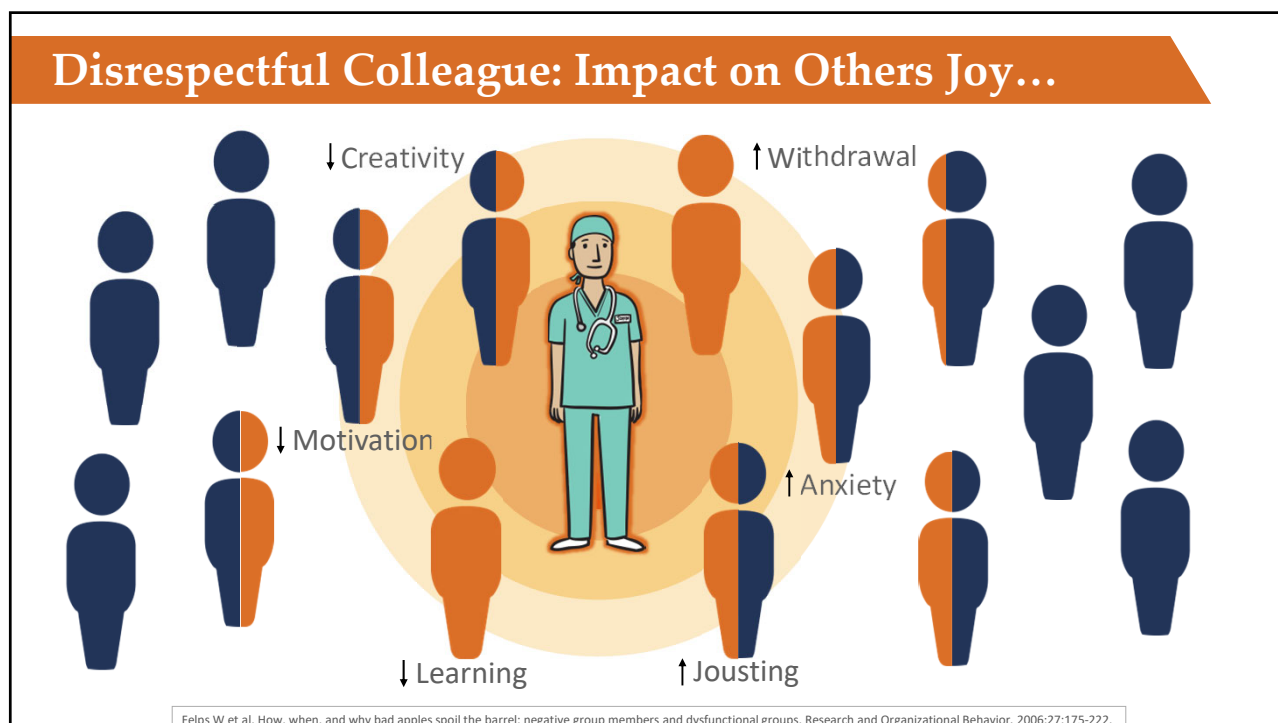 Disrespectful Colleague: Impact on Others Joy…
↓ Creativity
↑ Withdrawal
↓ Motivation
↑ Anxiety
↓ Learning
↑ Jousting
Felps W et al. How, when, and why bad apples spoil the barrel: negative group members and dysfunctional groups. Research and Organizational Behavior. 2006;27:175-222.